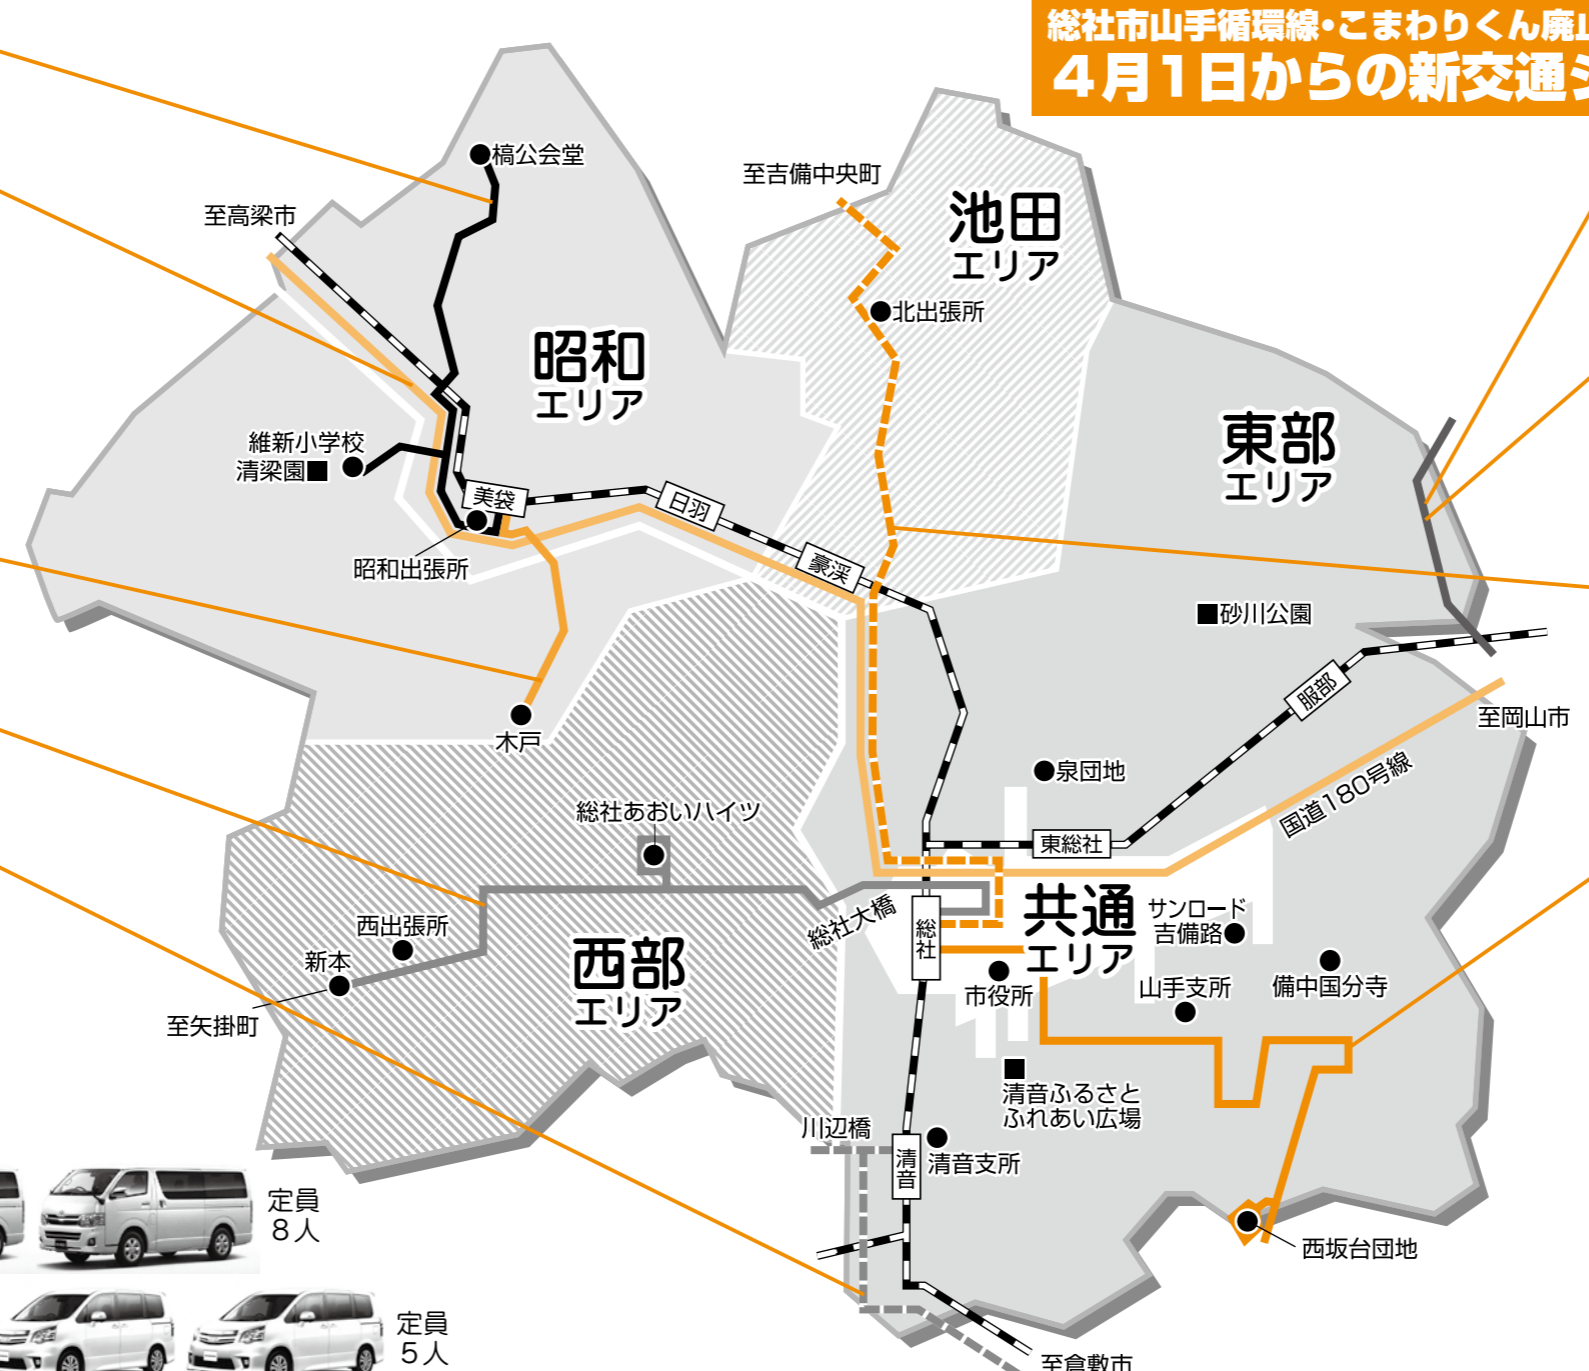 総社市山手循環線・こまわりくん廃止
4月1日からの新交通シ
槁公会堂
至吉備中央町
池田
エリア
至高梁市
北出張所
昭和
エリア
東部
エリア
維新小学校
清梁園
美袋
日羽
昭和出張所
豪渓
砂川公園
服部
至岡山市
木戸
泉団地
国道180号線
総社あおいハイツ
東総社
共通
エリア
サンロード
吉備路
総社大橋
総社
西出張所
新本
西部
エリア
市役所
山手支所
備中国分寺
至矢掛町
清音ふるさと
ふれあい広場
川辺橋
清音
清音支所
定員
8人
西坂台団地
定員
5人
至倉敷市